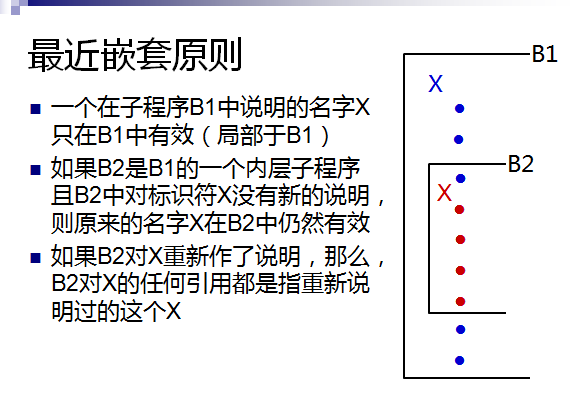 最近嵌套原则
一个在子程序B1中说明的名字X
只在B1中有效（局部于B1）
如果B2是B1的一个内层子程序
且B2中对标识符X没有新的说明，
则原来的名字X在B2中仍然有效
如果B2对X重新作了说明，那么，
B2对X的任何引用都是指重新说
明过的这个X
B1
X
B2
X